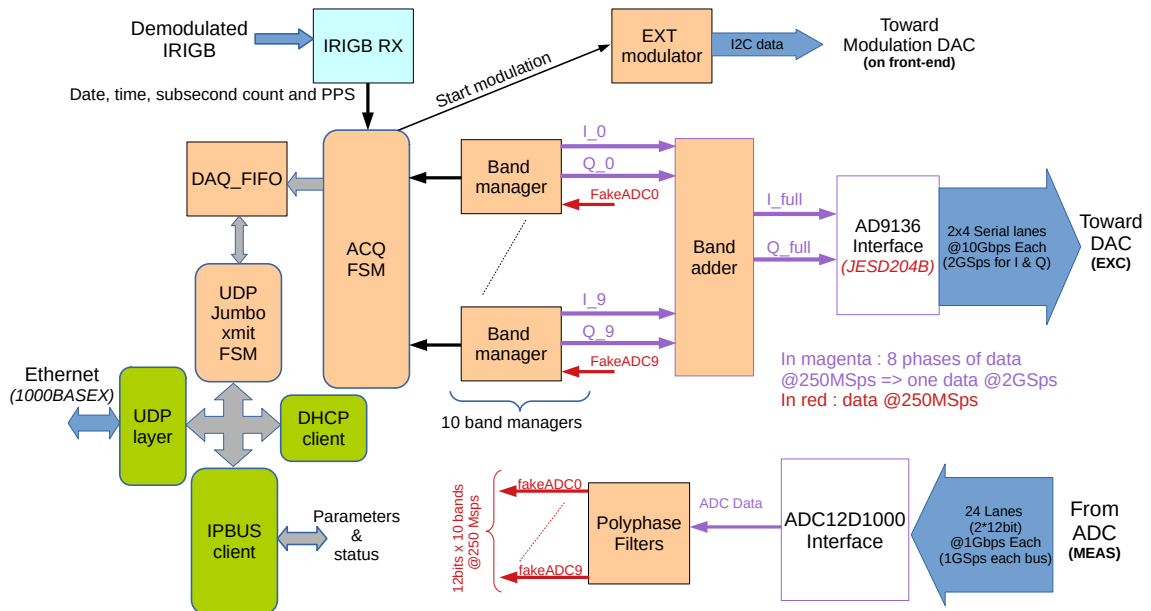 Demodulated
IRIGB
IRIGB RX
EXT
modulator
I2C data
Toward
Modulation DAC
(on front-end)
Date, time, subsecond count and PPS
Start modulation
DAQ_FIFO
ACQ
FSM
Band
manager
I_0
Q_0
FakeADC0
Band
adder
I_full
Q_full
AD9136
Interface
(JESD204B)
2x4 Serial lanes
@10Gbps Each
(2GSps for I & Q)
Toward
DAC
(EXC)
UDP
Jumbo
xmit
FSM
Band
manager
I_9
Q_9
FakeADC9
10 band managers
In magenta : 8 phases of data
@250MSps => one data @2GSps
In red : data @250MSps
Ethernet
(1000BASEX)
UDP
layer
DHCP
client
IPBUS
client
Parameters
&
status
12bits x 10 bands
@250 Msps
fakeADC0
fakeADC9
Polyphase
Filters
ADC Data
ADC12D1000
Interface
24 Lanes
(2*12bit)
@1Gbps Each
(1GSps each bus)
From
ADC
(MEAS)